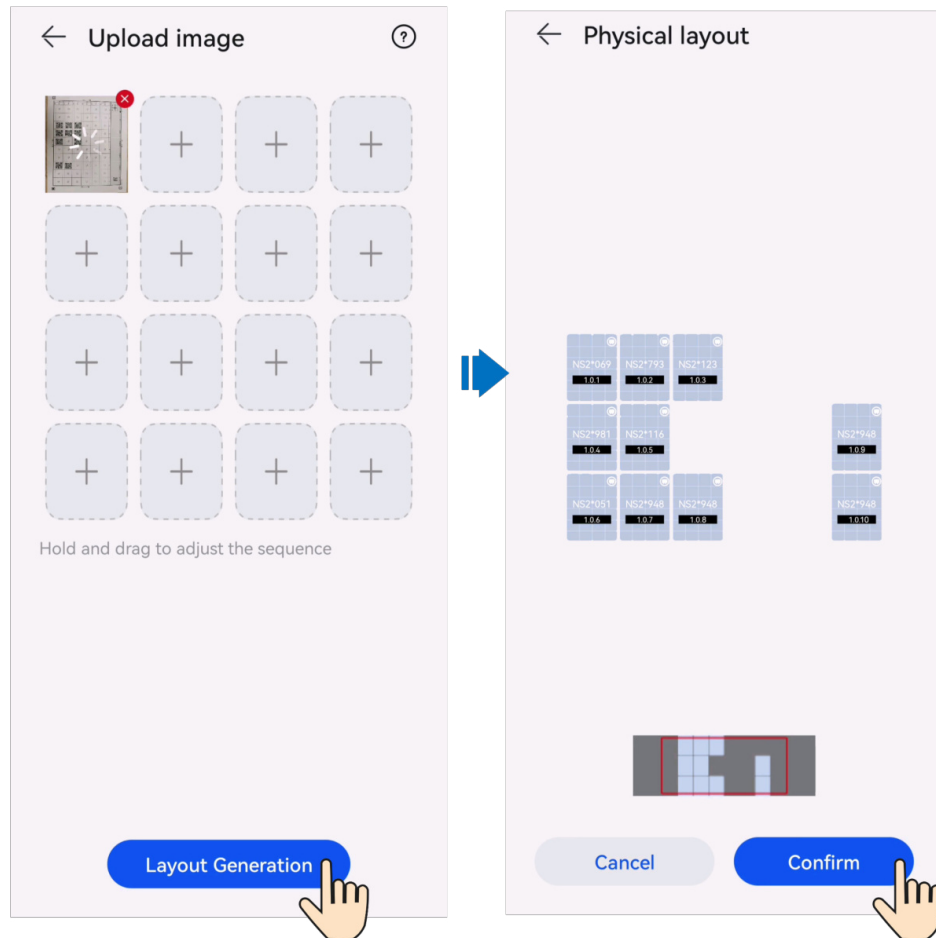 Upload image
Hold and drag to adjust the sequence
Layout Generation
Physical layout
NS2*069 NS2*793 NS2*123
1.0.1 1.0.2 1.0.3
NS2*981 NS2*116 NS2*948
1.0.4 1.0.5 1.0.9
NS2*051 NS2*948 NS2*948 NS2*948
1.0.6 1.0.7 1.0.8 1.0.10
Cancel Confirm